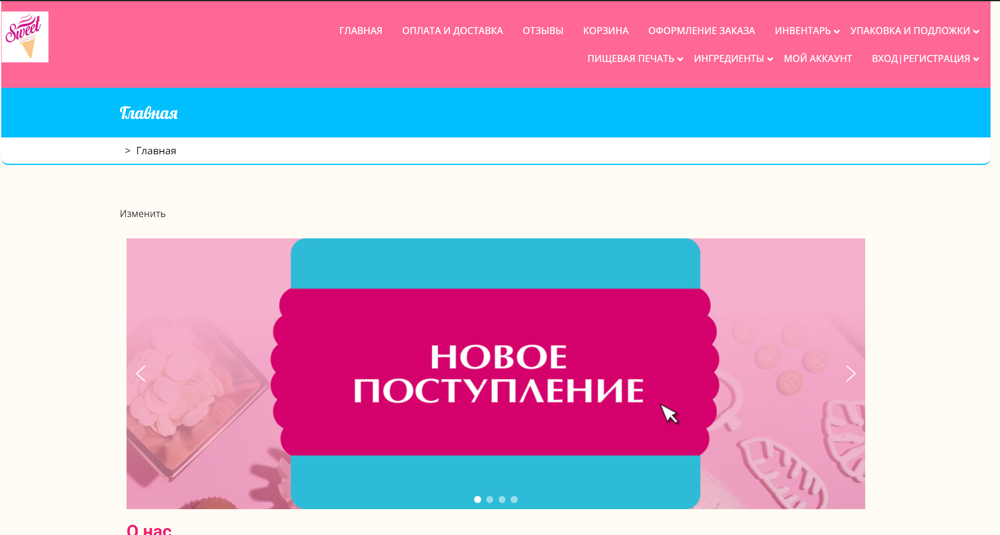 Sweet
ГЛАВНАЯ ОПЛАТА И ДОСТАВКА ОТЗЫВЫ КОРЗИНА ОФОРМЛЕНИЕ ЗАКАЗА ИНВЕНТАРЬ УПАКОВКА И ПОДЛОЖКИ
ПИЩЕВАЯ ПЕЧАТЬ ИНГРЕДИЕНТЫ МОЙ АККАУНТ ВХОД|РЕГИСТРАЦИЯ
Главная
> Главная
Изменить
НОВОЕ
ПОСТУПЛЕНИЕ
О нас